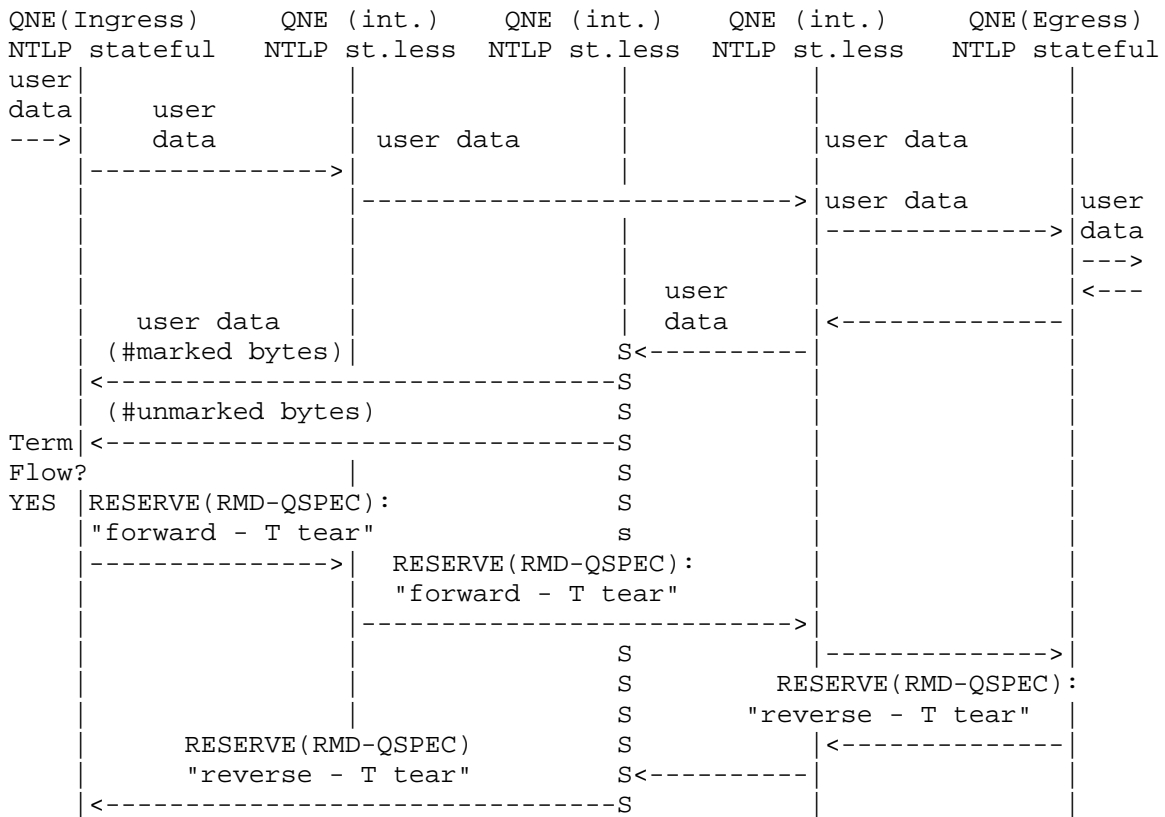 QNE(Ingress)    QNE (int.)    QNE (int.)    QNE (int.)    QNE(Egress)
NTLP stateful   NTLP st.less  NTLP st.less  NTLP st.less  NTLP stateful
user|                |                |           |               |
data|    user        |                |           |               |
--->|    data        | user data      |           |user data      |
    |--------------->|                |           |               |
    |                |--------------------------->|user data      |user
    |                |                |           |-------------->|data
    |                |                |           |               |--->
    |                |                |  user     |               |<---
    |   user data    |                |  data     |<--------------|
    | (#marked bytes)|                S<----------|               |
    |<--------------------------------S           |               |
    | (#unmarked bytes)               S           |               |
Term|<--------------------------------S           |               |
Flow?                |                S           |               |
YES |RESERVE(RMD-QSPEC):              S           |               |
    |"forward - T tear"               s           |               |
    |--------------->|  RESERVE(RMD-QSPEC):       |               |
    |                |  "forward - T tear"        |               |
    |                |--------------------------->|               |
    |                |                S           |-------------->|
    |                |                S         RESERVE(RMD-QSPEC):
    |                |                S       "reverse - T tear"  |
    |      RESERVE(RMD-QSPEC)         S           |<--------------|
    |      "reverse - T tear"         S<----------|               |
    |<--------------------------------S           |               |